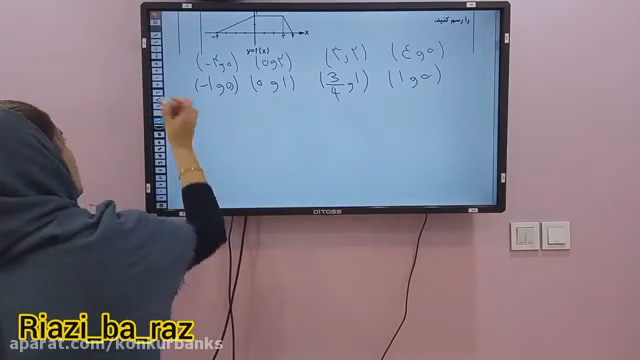 را رسم کنید.
x
y=f(x)
(-۴ و ۰) (۰ و ۲) (۳, ۲) (۴ و ۰)
(-۱ و ۰) (۰ و ۱) (3/4 و ۱) (۱ و ۰)
DITOSS
Riazi_ba_raz
aparat.com/konkurbanks